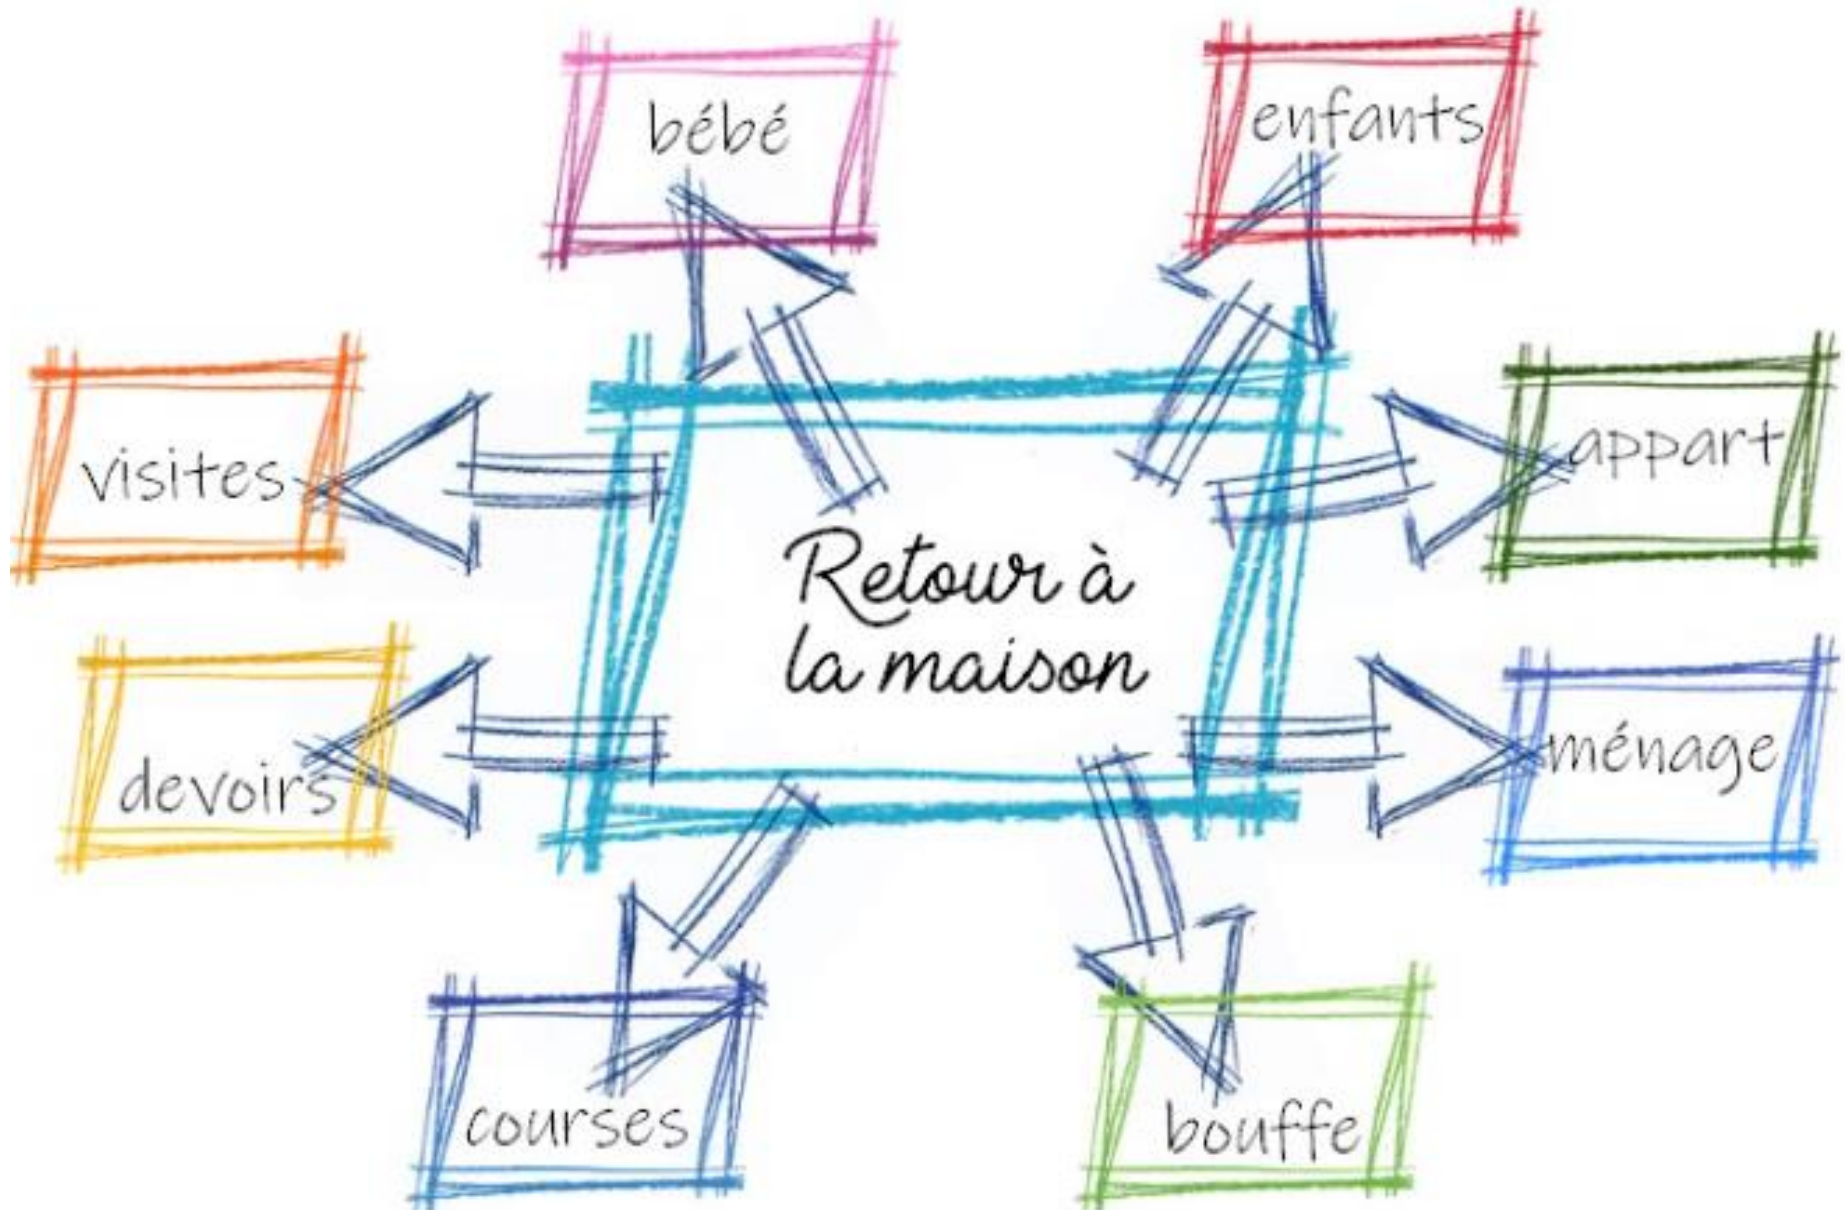 bébé
enfants
visites
appart
Retour à
la maison
devoirs
ménage
courses
bouffe